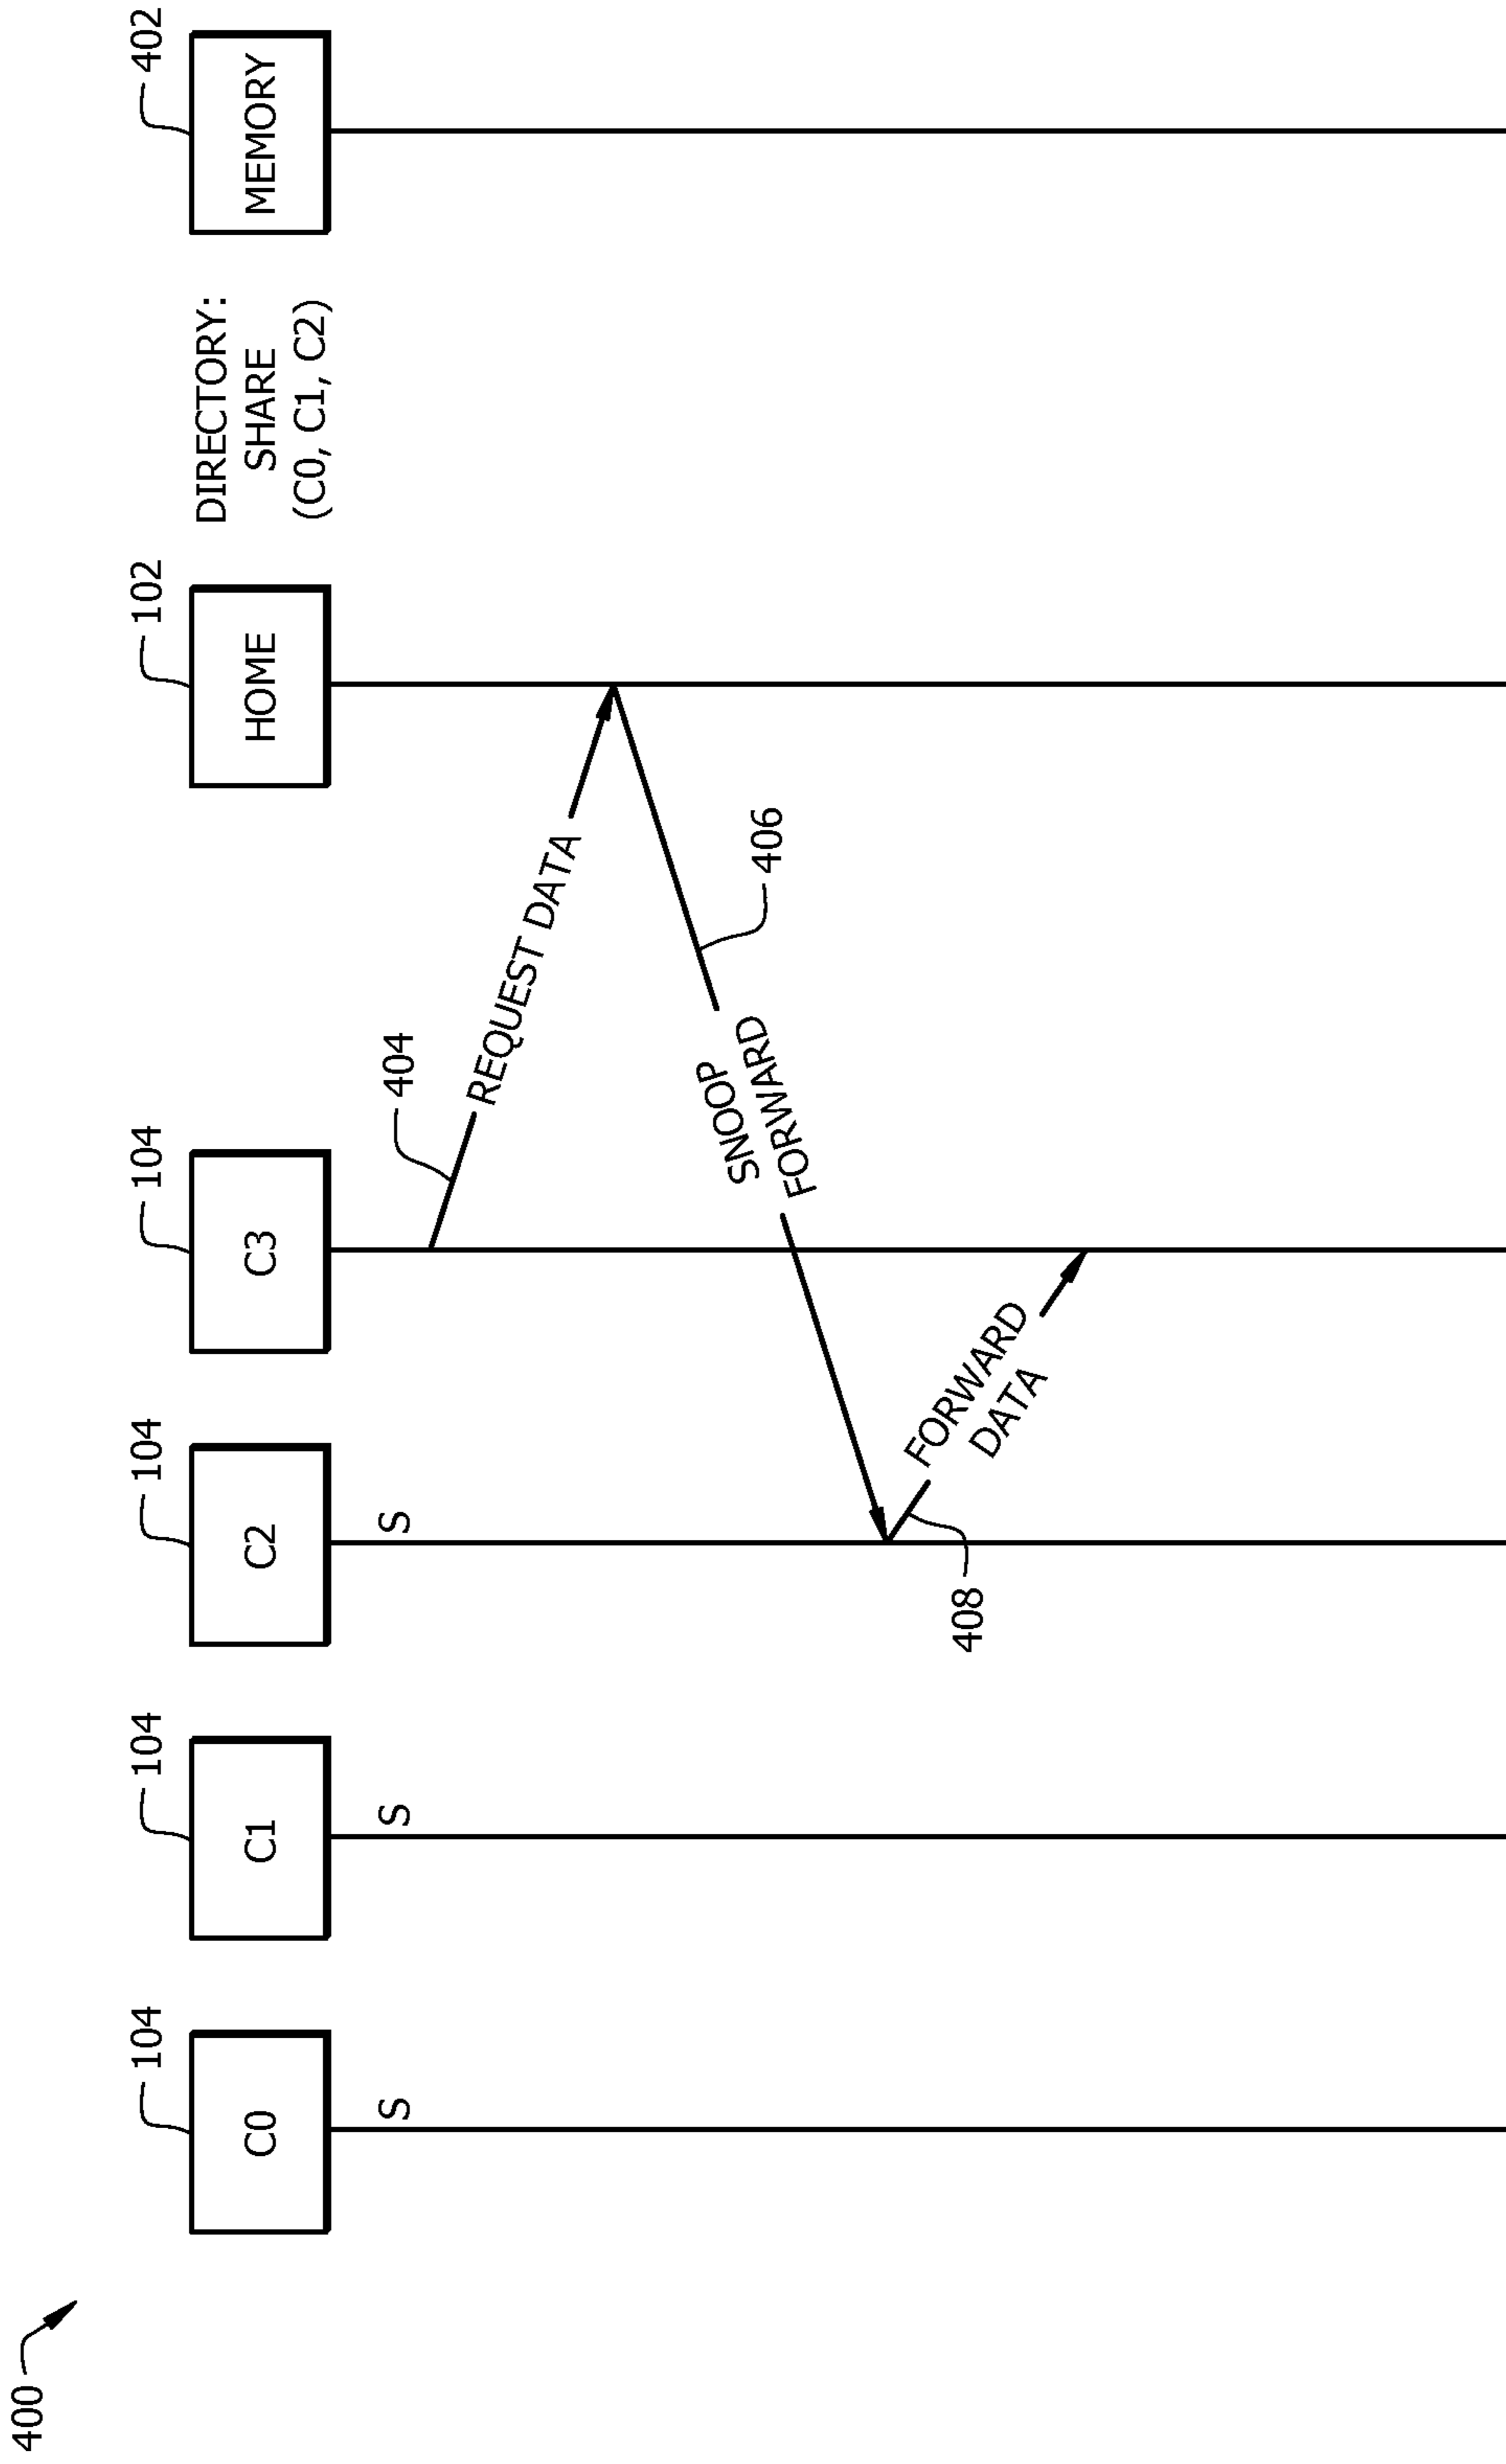 400
104
104
104
104
102
402
C0
C1
C2
C3
HOME
DIRECTORY:
SHARE
(C0, C1, C2)
MEMORY
S
S
S
404
REQUEST DATA
406
SNOOP
FORWARD
408
FORWARD
DATA